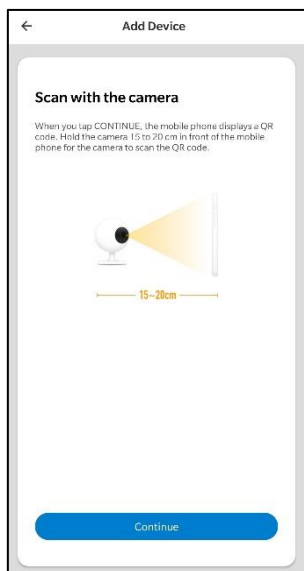 Add Device
Scan with the camera
When you tap CONTINUE, the mobile phone displays a QR
code. Hold the camera 15 to 20 cm in front of the mobile
phone for the camera to scan the QR code.
15~20cm
Continue